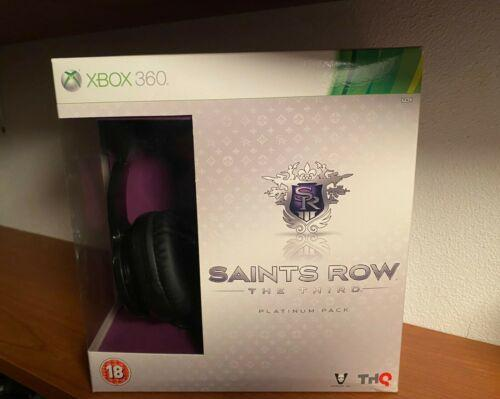 XBOX 360.
SR
SAINTS ROW
THE THIRD
PLATINUM PACK
18
THQ